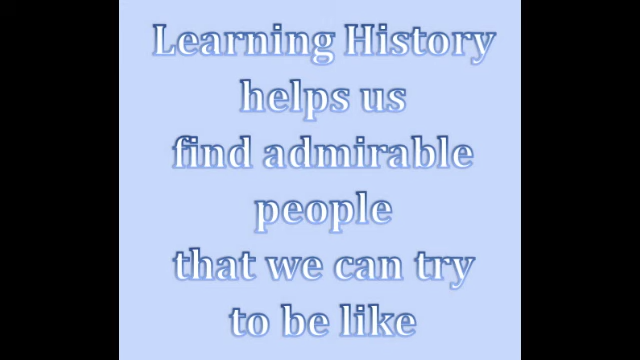 Learning History
helps us
find admirable
people
that we can try
to be like